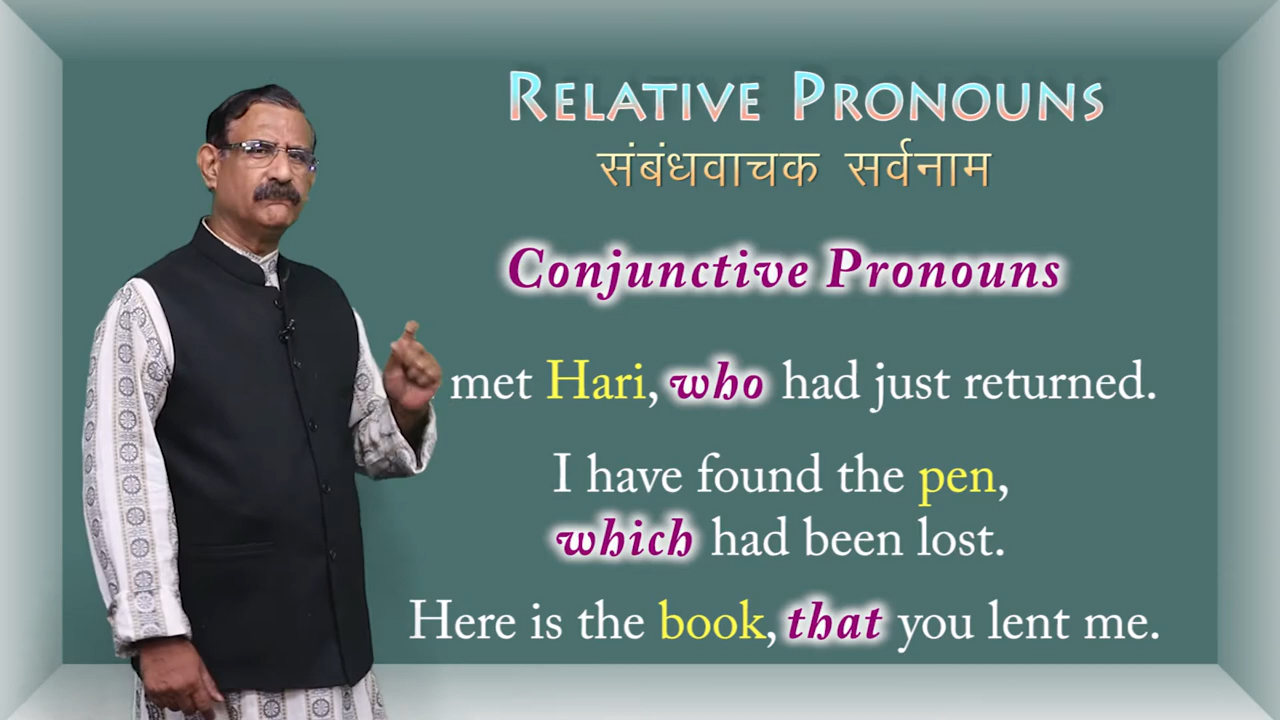 RELATIVE PRONOUNS
संबंधवाचक सर्वनाम
Conjunctive Pronouns
met Hari, who had just returned.
I have found the pen,
which had been lost.
Here is the book, that you lent me.